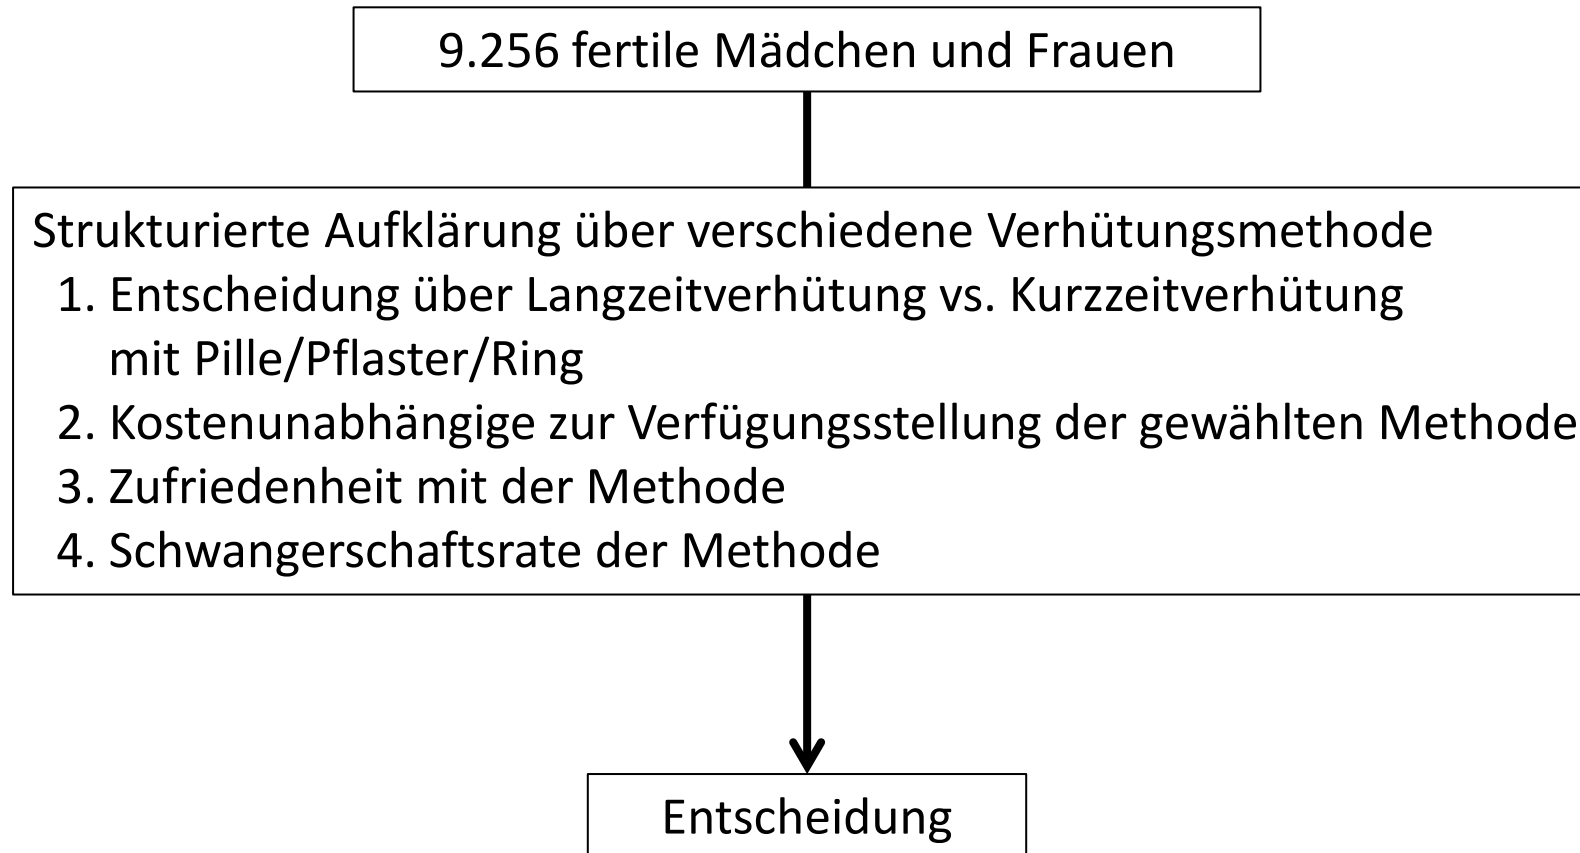 9.256 fertile Mädchen und Frauen
Strukturierte Aufklärung über verschiedene Verhütungsmethode
1. Entscheidung über Langzeitverhütung vs. Kurzzeitverhütung
mit Pille/Pflaster/Ring
2. Kostenunabhängige zur Verfügungsstellung der gewählten Methode
3. Zufriedenheit mit der Methode
4. Schwangerschaftsrate der Methode
Entscheidung